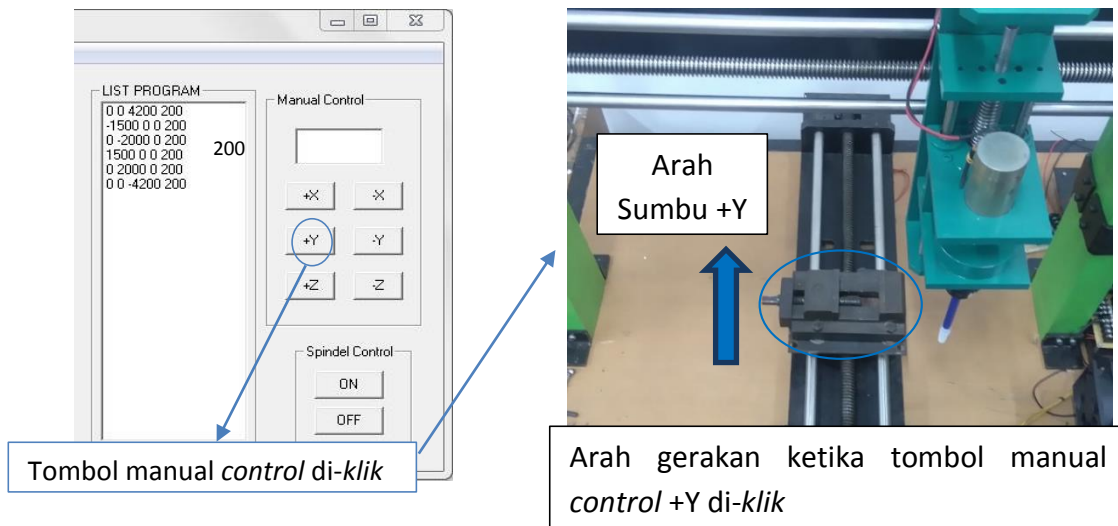 LIST PROGRAM
0 0 4200 200
-1500 0 0 200
0 -2000 0 200
1500 0 0 200
0 2000 0 200
0 0 -4200 200
200
Manual Control
+X -X
+Y -Y
+Z -Z
Spindel Control
ON
OFF
Tombol manual control di-klik
Arah
Sumbu +Y
Arah gerakan ketika tombol manual
control +Y di-klik